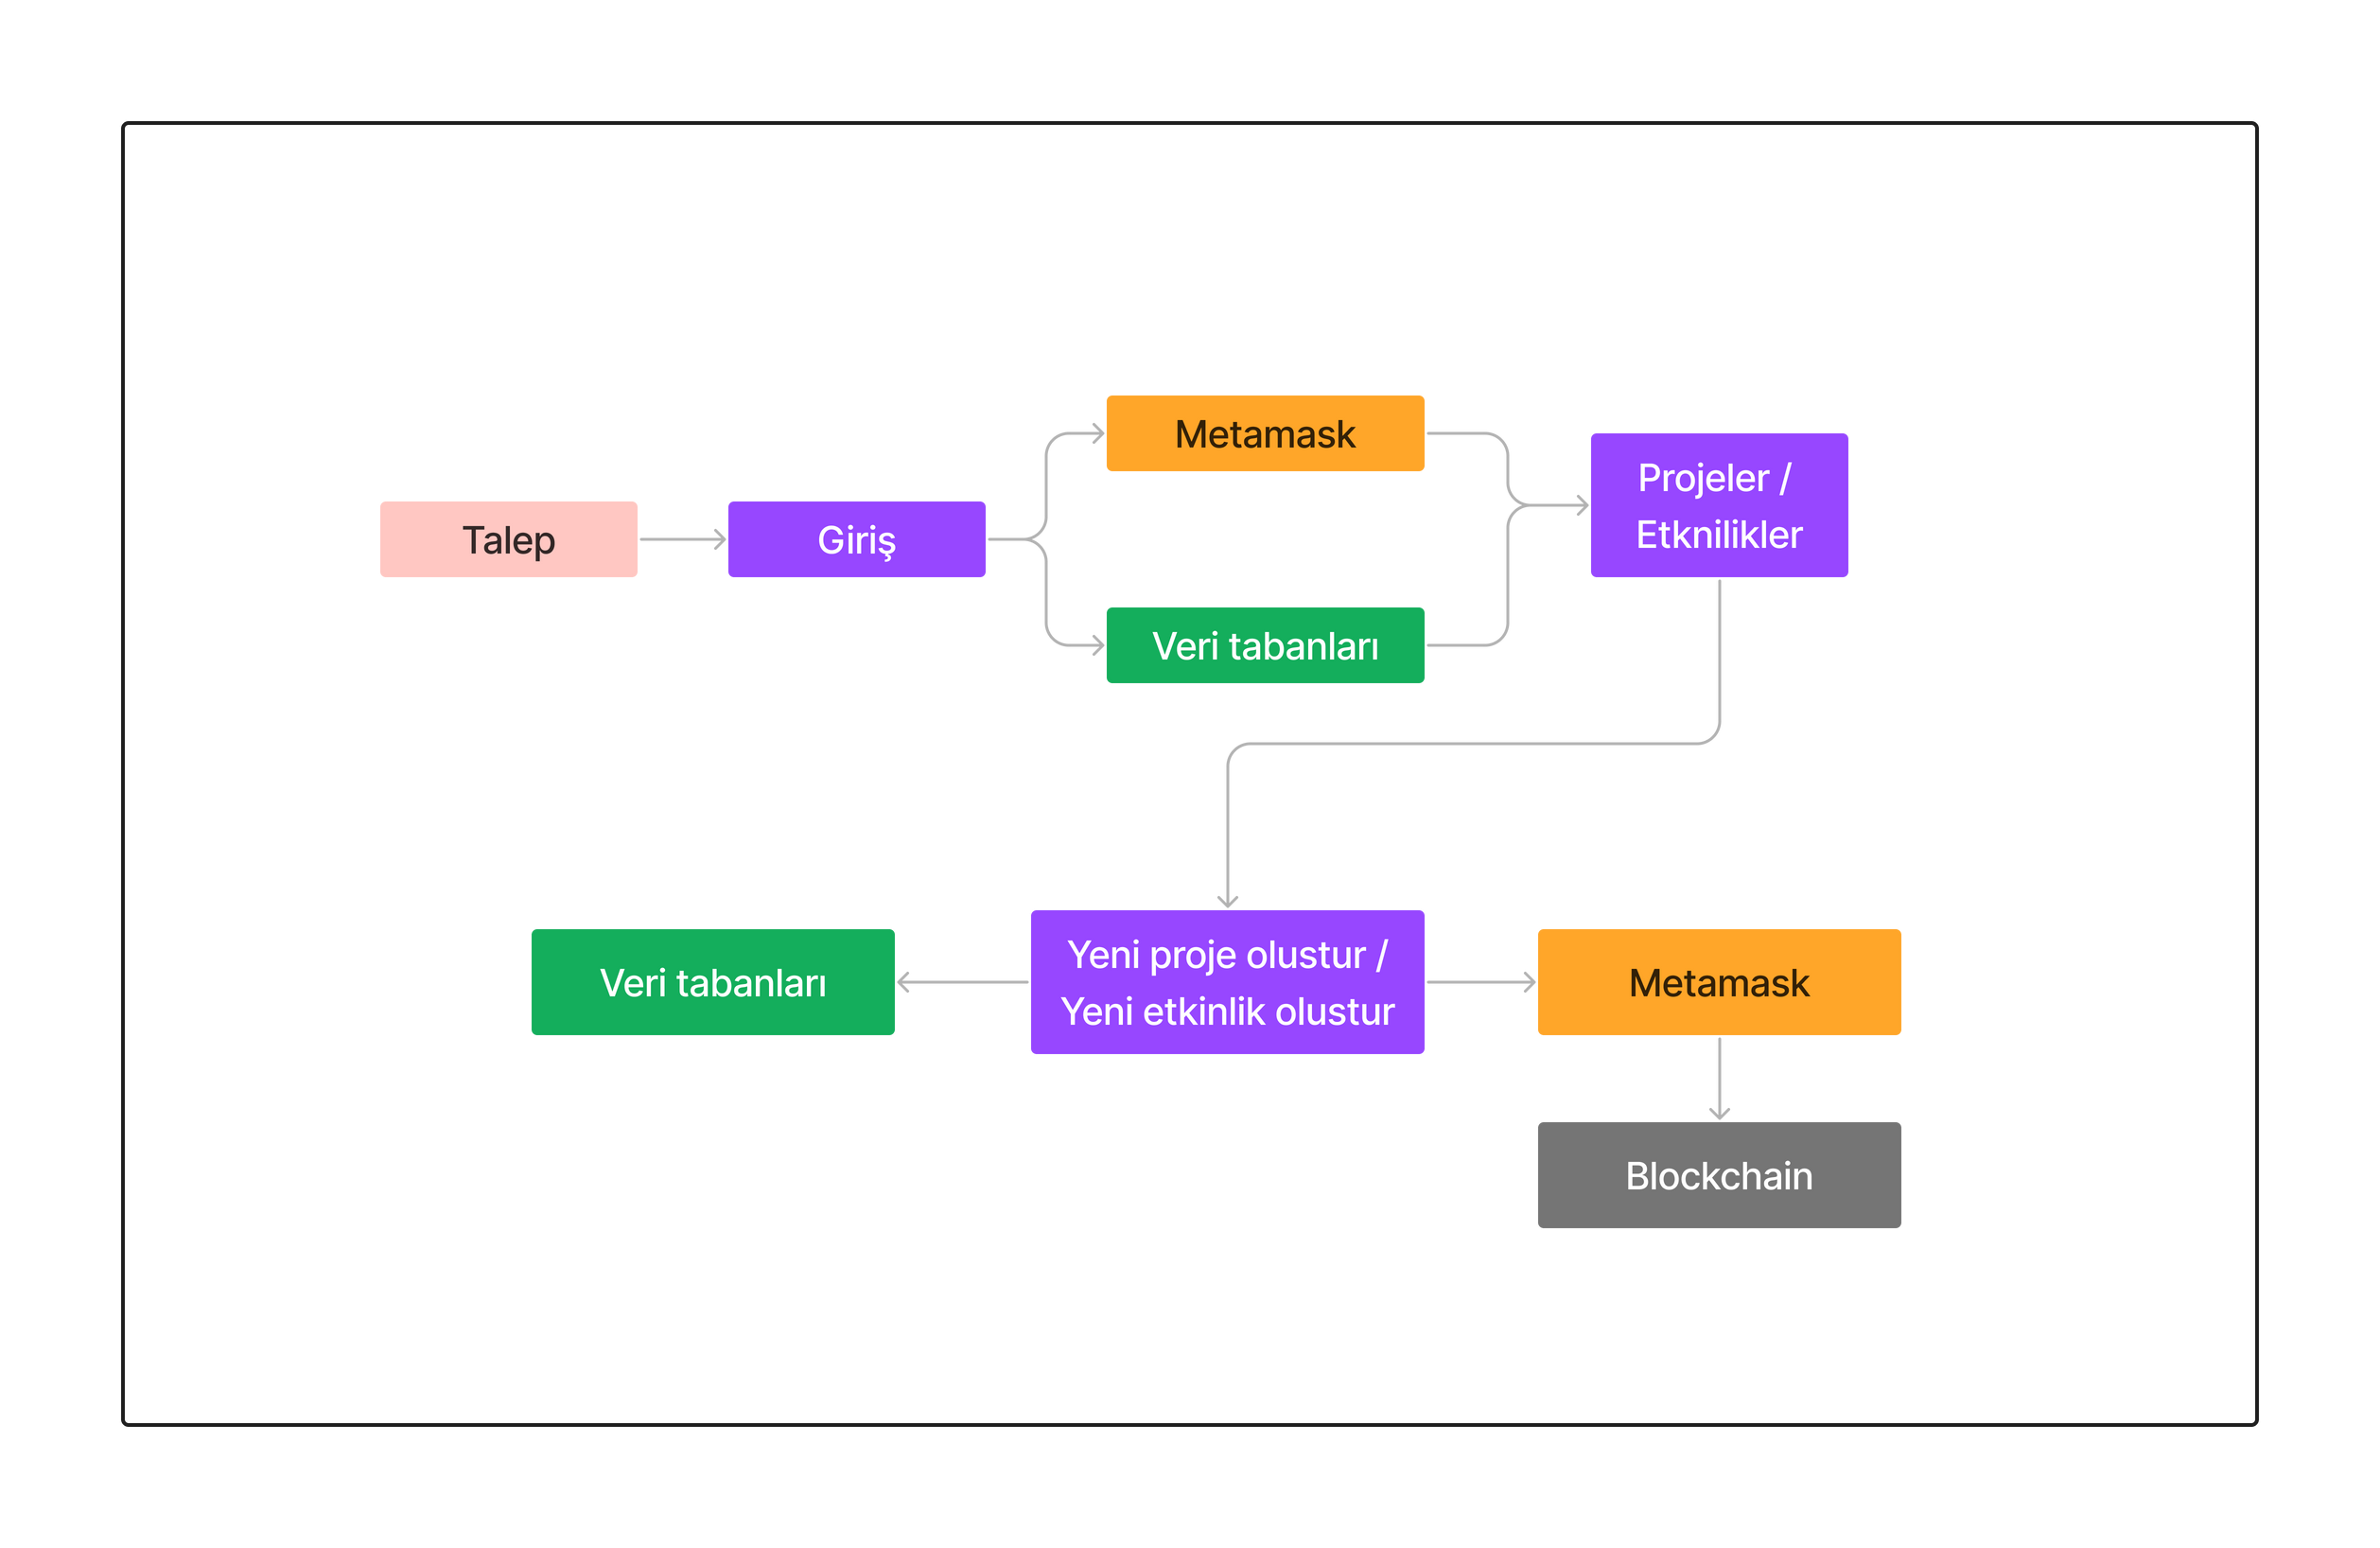 Metamask
Talep
Giriş
Projeler /
Etknilikler
Veri tabanları
Veri tabanları
Yeni proje olustur /
Yeni etkinlik olustur
Metamask
Blockchain